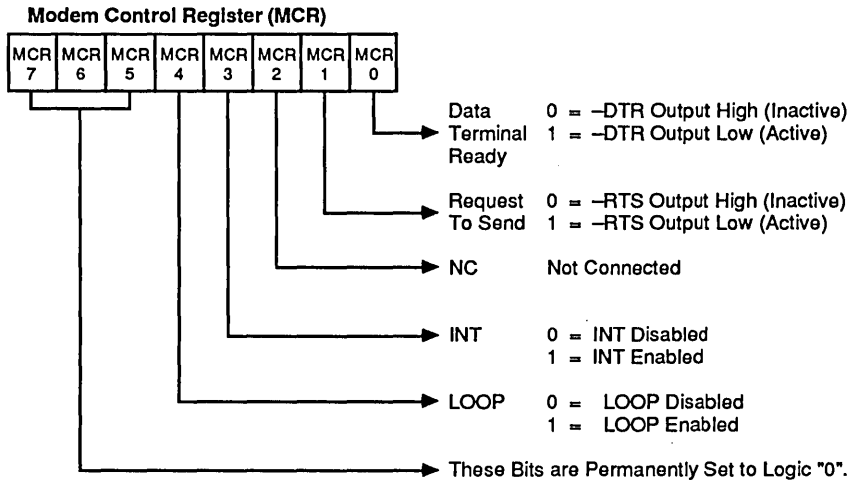 Modem Control Register (MCR)
MCR 7 MCR 6 MCR 5 MCR 4 MCR 3 MCR 2 MCR 1 MCR 0
Data 0 = –DTR Output High (Inactive)
Terminal 1 = –DTR Output Low (Active)
Ready
Request 0 = –RTS Output High (Inactive)
To Send 1 = –RTS Output Low (Active)
NC Not Connected
INT 0 = INT Disabled
1 = INT Enabled
LOOP 0 = LOOP Disabled
1 = LOOP Enabled
These Bits are Permanently Set to Logic "0".